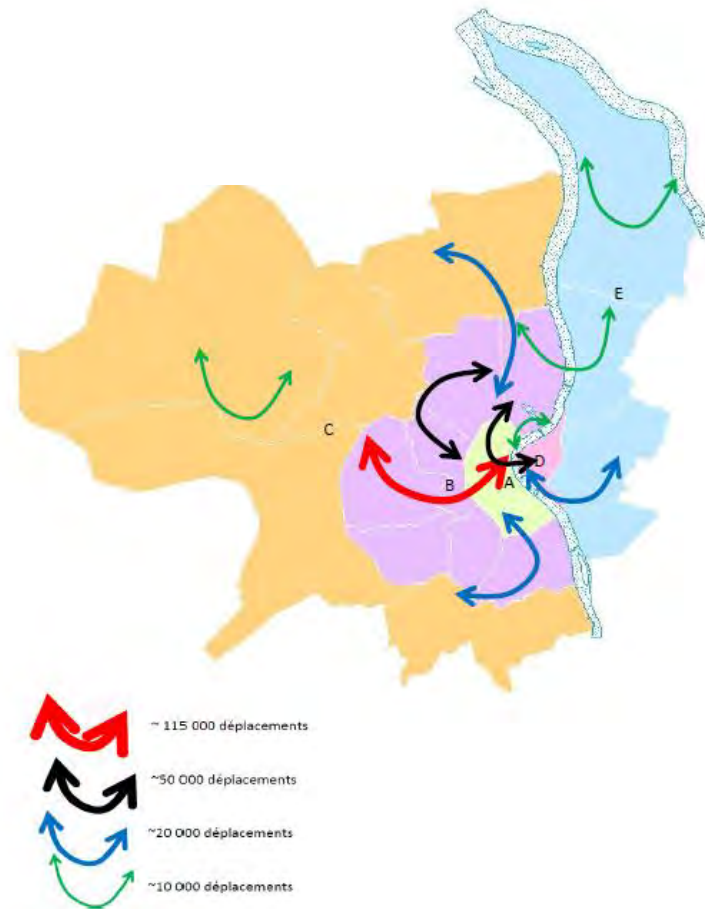 E
C
B
A
D
~ 115 000 déplacements
~50 000 déplacements
~20 000 déplacements
~10 000 déplacements